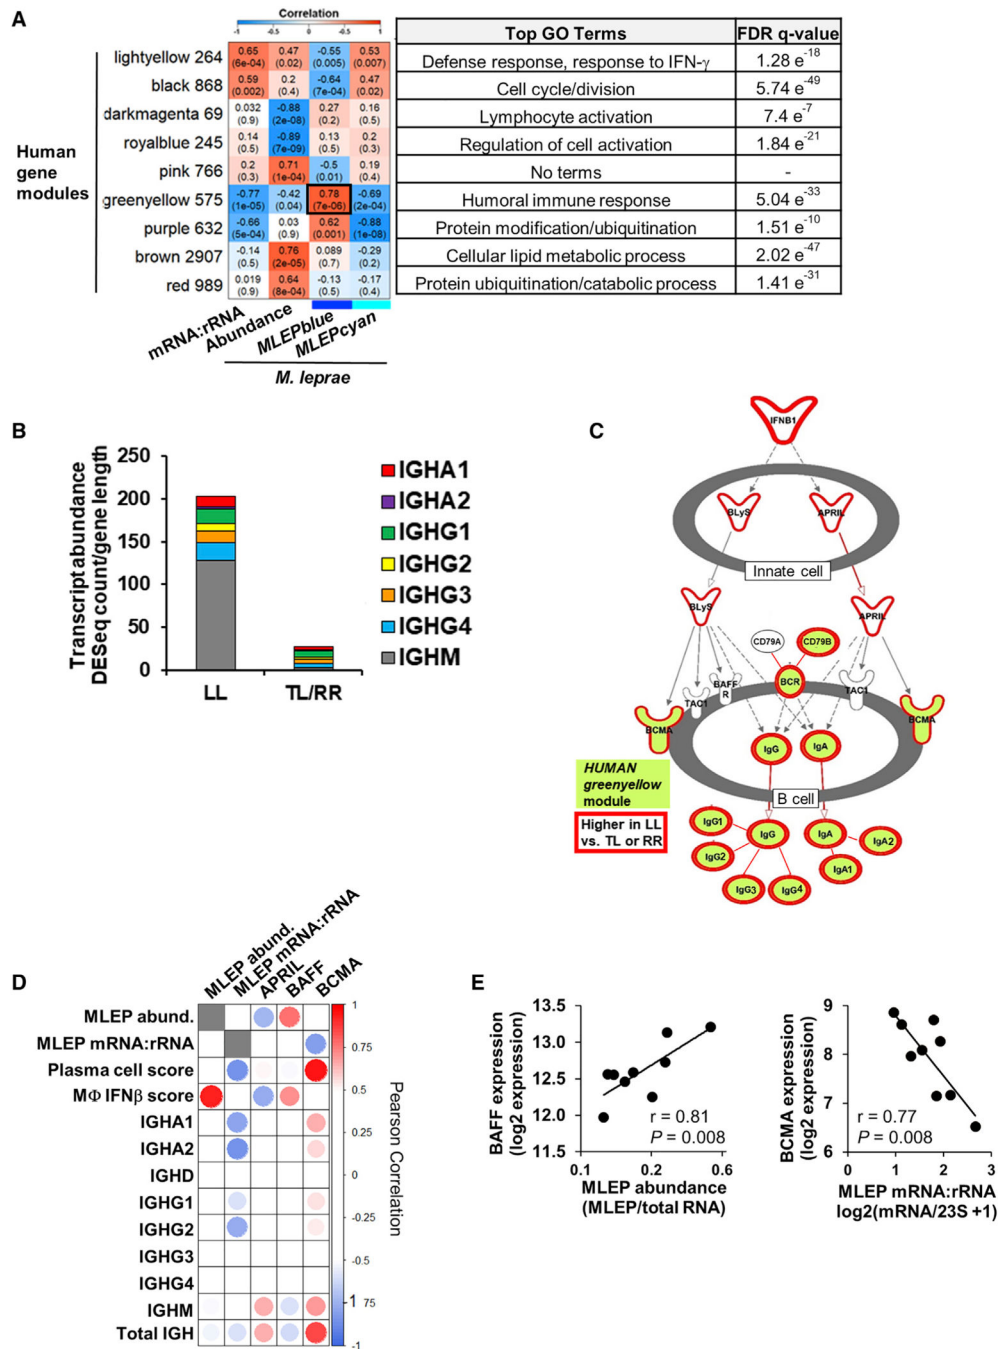 A
Correlation
-1 -0.5 0 0.5 1
Top GO Terms FDR q-value
lightyellow 264 0.65 (6e-04) 0.47 (0.02) -0.55 (0.005) 0.53 (0.007) Defense response, response to IFN-γ 1.28 e-18
black 868 0.59 (0.002) 0.2 (0.4) -0.64 (7e-04) 0.47 (0.02) Cell cycle/division 5.74 e-49
darkmagenta 69 0.032 (0.9) -0.88 (2e-08) 0.27 (0.2) 0.16 (0.5) Lymphocyte activation 7.4 e-7
royalblue 245 0.14 (0.5) -0.89 (7e-09) 0.13 (0.5) 0.2 (0.3) Regulation of cell activation 1.84 e-21
pink 766 0.2 (0.3) 0.71 (1e-04) -0.5 (0.01) 0.19 (0.4) No terms -
greenyellow 575 -0.77 (1e-05) -0.42 (0.04) 0.78 (7e-06) -0.69 (2e-04) Humoral immune response 5.04 e-33
purple 632 -0.66 (5e-04) 0.03 (0.9) 0.62 (0.001) -0.88 (1e-08) Protein modification/ubiquitination 1.51 e-10
brown 2907 -0.14 (0.5) 0.76 (2e-05) 0.089 (0.7) -0.29 (0.2) Cellular lipid metabolic process 2.02 e-47
red 989 0.019 (0.9) 0.64 (8e-04) -0.13 (0.5) -0.17 (0.4) Protein ubiquitination/catabolic process 1.41 e-31
Human
gene
modules
mRNA:rRNA
Abundance
MLEPblue
MLEPcyan
M. leprae
B
Transcript abundance
DESeq count/gene length
250
200
150
100
50
0
LL TL/RR
IGHA1
IGHA2
IGHG1
IGHG2
IGHG3
IGHG4
IGHM
C
IFNB1
BLyS APRIL
Innate cell
BLyS APRIL
CD79A CD79B
BCR
BAFF
R
TAC1 TAC1
BCMA BCMA
IgG IgA
B cell
HUMAN
greenyellow
module
Higher in LL
vs. TL or RR
IgG1 IgG IgA IgA2
IgG2 IgA1
IgG3 IgG4
D
MLEP abund.
MLEP mRNA:rRNA
APRIL
BAFF
BCMA
MLEP abund.
MLEP mRNA:rRNA
Plasma cell score
MΦ IFNβ score
IGHA1
IGHA2
IGHD
IGHG1
IGHG2
IGHG3
IGHG4
IGHM
Total IGH
1
0.75
0.5
0.25
0
-0.25
-0.5
1 75
-1
Pearson Correlation
E
BAFF expression
(log2 expression)
13.5
13.0
12.5
12.0
11.5
r = 0.81
P = 0.008
0.1 0.2 0.6
MLEP abundance
(MLEP/total RNA)
BCMA expression
(log2 expression)
9
8
7
6
r = 0.77
P = 0.008
0 1 2 3
MLEP mRNA:rRNA
log2(mRNA/23S +1)